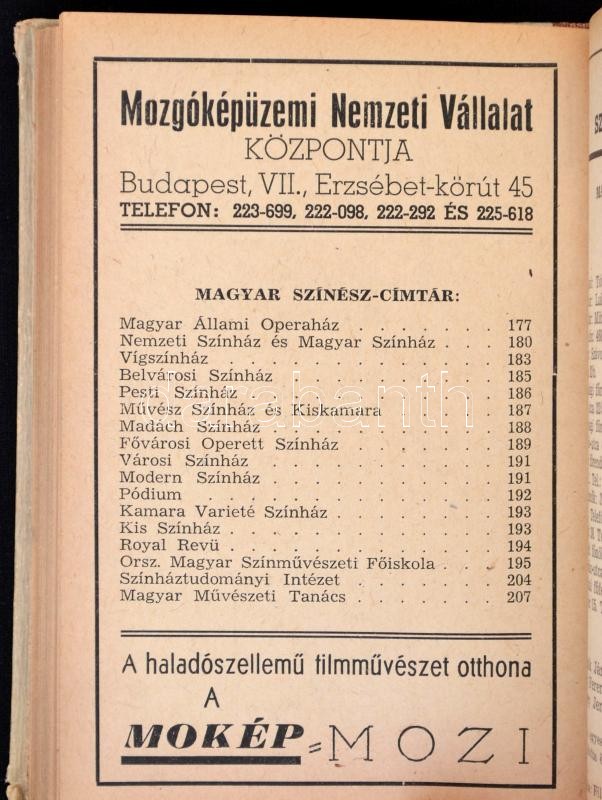 Mozgóképüzemi Nemzeti Vállalat
KÖZPONTJA
Budapest, VII., Erzsébet-körút 45
TELEFON: 223-699, 222-098, 222-292 ÉS 225-618
MAGYAR SZÍNÉSZ-CÍMTÁR:
Magyar Állami Operaház . . . . . . . 177
Nemzeti Színház és Magyar Színház . . . 180
Vígszínház . . . . . . . . . . . . 183
Belvárosi Színház . . . . . . . . . . 185
Pesti Színház . . . . . . . . . . . 186
Művész Színház és Kiskamara . . . . . 187
Madách Színház . . . . . . . . . . 188
Fővárosi Operett Színház . . . . . . . 189
Városi Színház . . . . . . . . . . . 191
Modern Színház . . . . . . . . . . 191
Pódium . . . . . . . . . . . . . 192
Kamara Varieté Színház . . . . . . . 193
Kis Színház . . . . . . . . . . . . 193
Royal Revü . . . . . . . . . . . . 194
Orsz. Magyar Színművészeti Főiskola . . . 195
Színháztudományi Intézet . . . . . . . 204
Magyar Művészeti Tanács . . . . . . . 207
A haladószellemű filmművészet otthona
A
MOKÉP = MOZI
darabanth